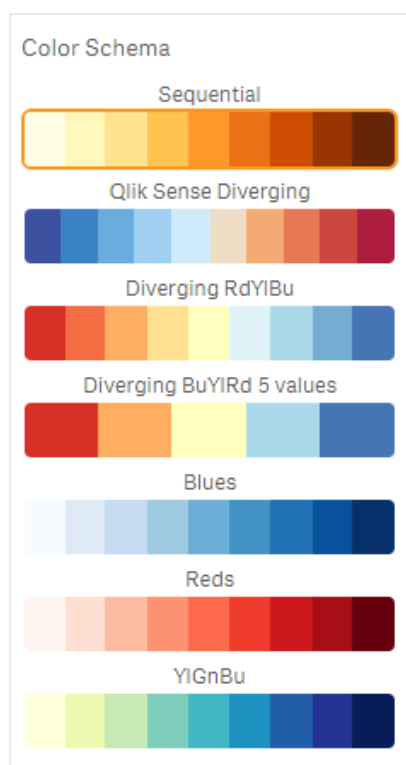 Color Schema
Sequential
Qlik Sense Diverging
Diverging RdYlBu
Diverging BuYlRd 5 values
Blues
Reds
YlGnBu